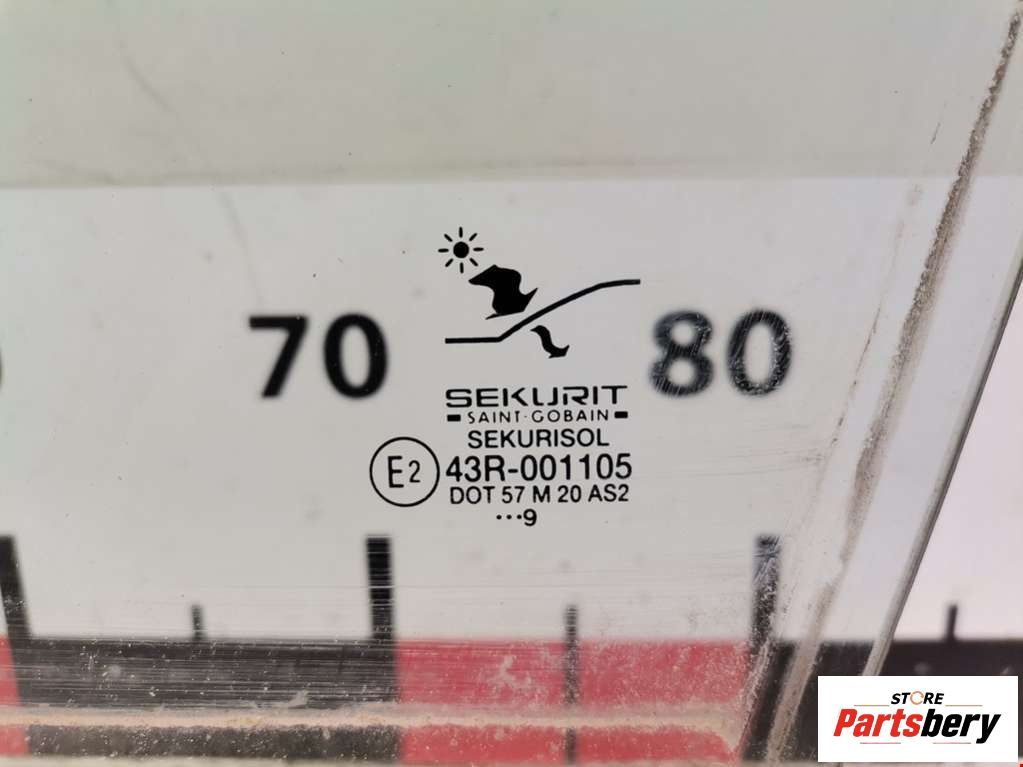 70 80
SEKURIT
SAINT-GOBAIN
SEKURISOL
E2 43R-001105
DOT 57 M 20 AS2
...9
STORE
Partsbery